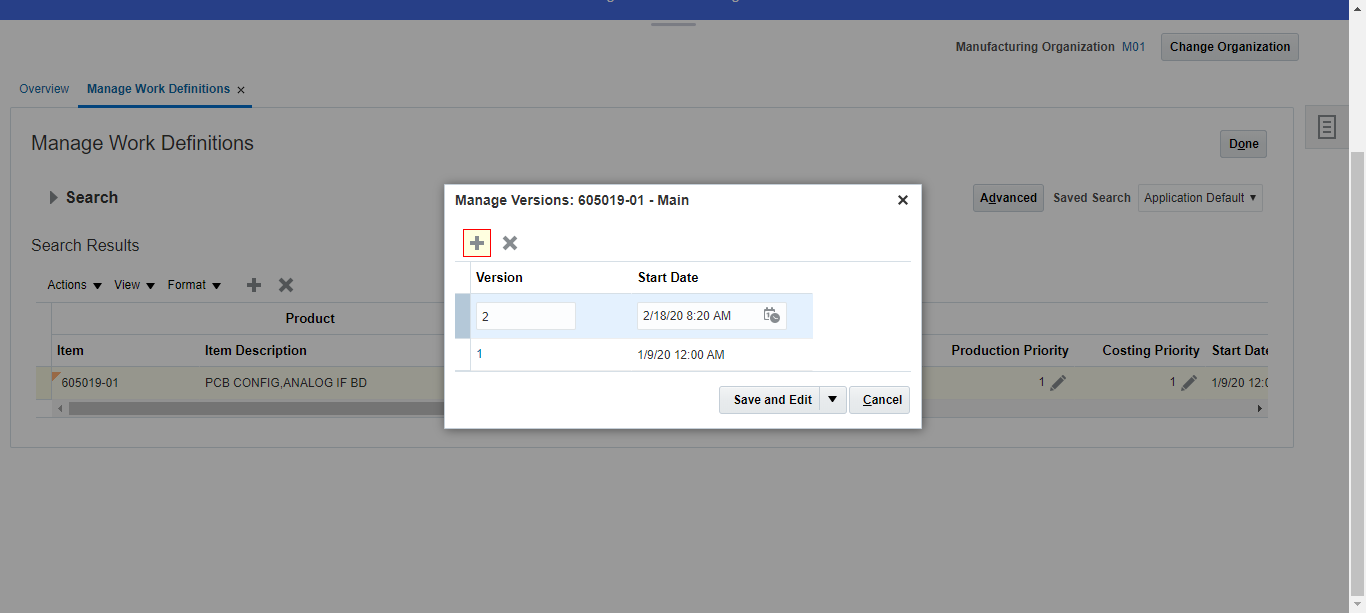 Manufacturing Organization M01 Change Organization
Overview Manage Work Definitions
Manage Work Definitions Done
Search Advanced Saved Search Application Default
Search Results
Actions View Format
Product
Item Item Description Production Priority Costing Priority Start Date
605019-01 PCB CONFIG,ANALOG IF BD 1 1 1/9/20 12:0
Manage Versions: 605019-01 - Main
Version Start Date
2 2/18/20 8:20 AM
1 1/9/20 12:00 AM
Save and Edit Cancel